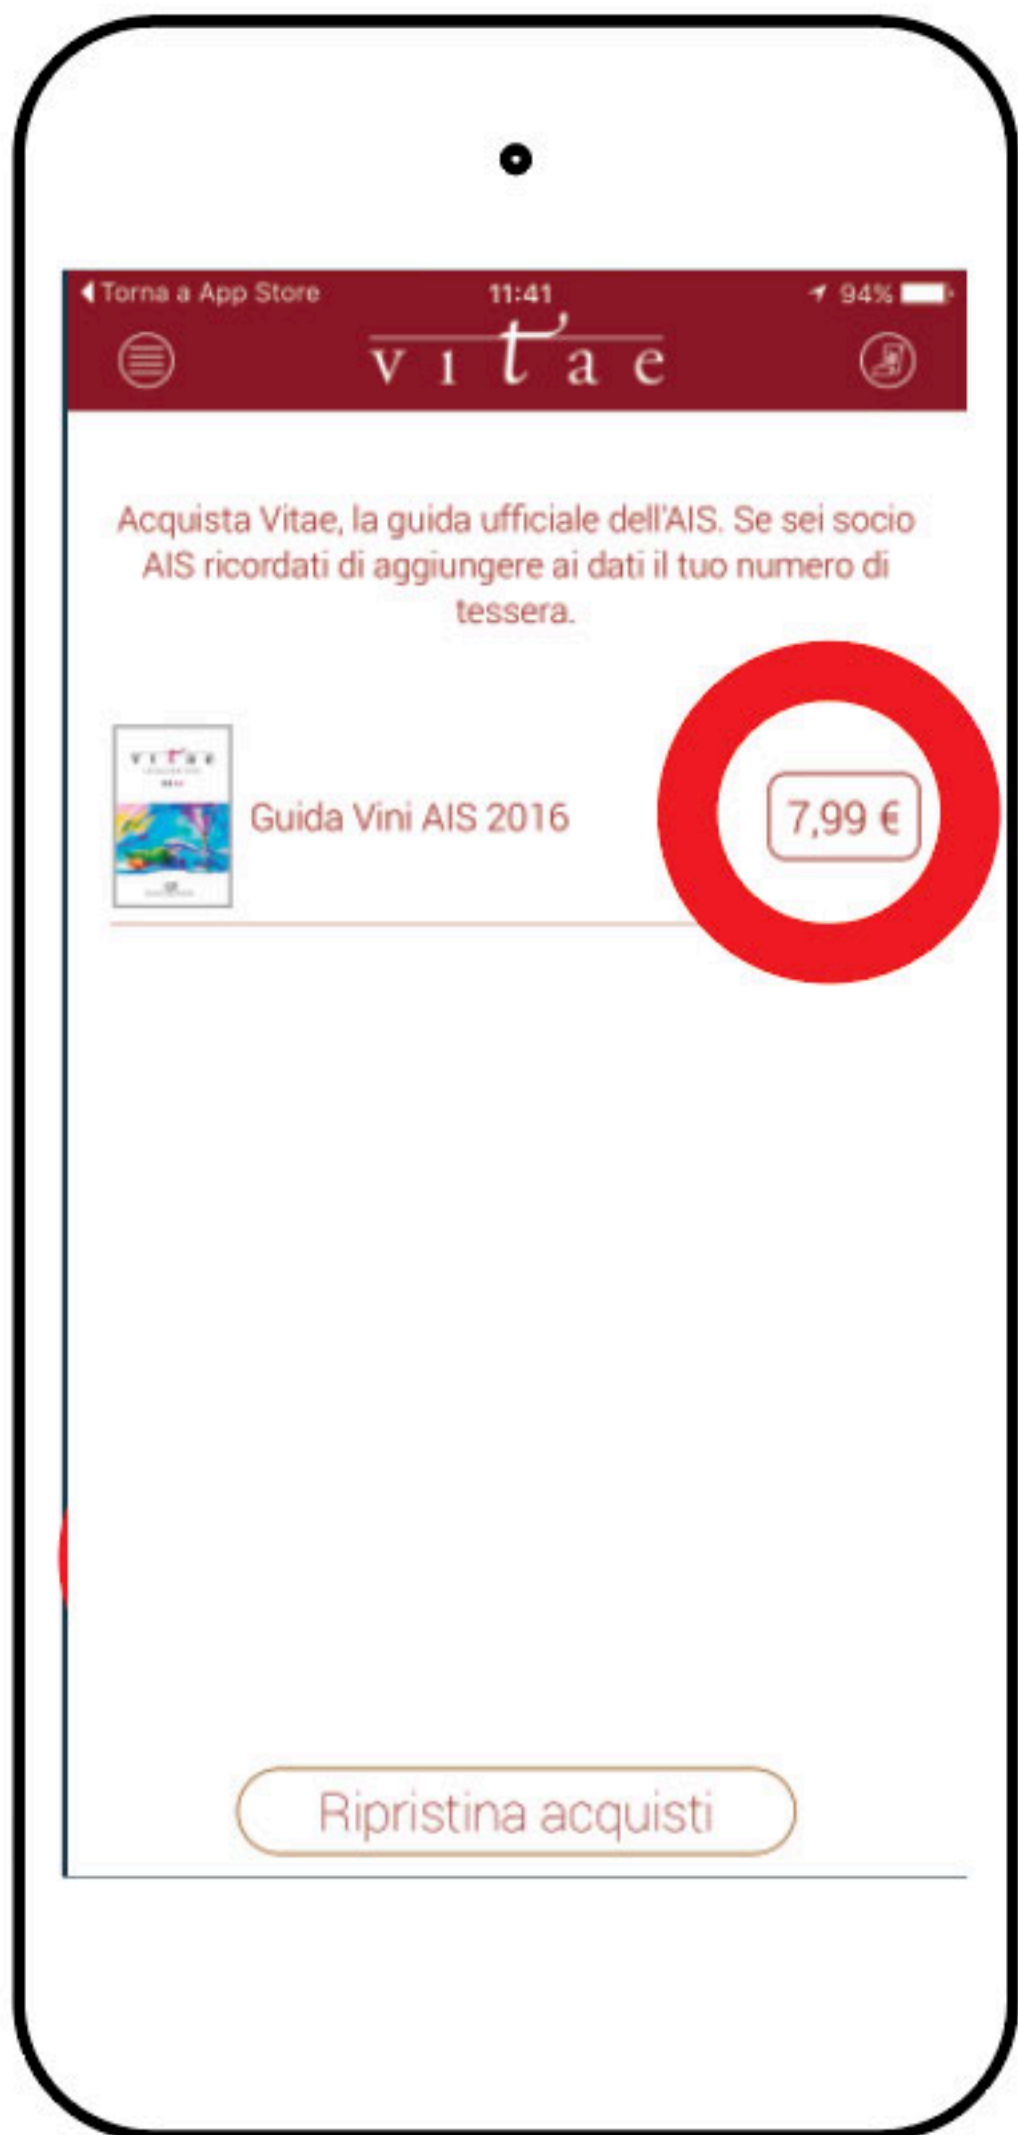 Torna a App Store 11:41 94%
vitae
Acquista Vitae, la guida ufficiale dell'AIS. Se sei socio
AIS ricordati di aggiungere ai dati il tuo numero di
tessera.
vitae
Guida Vini AIS 2016 7,99 €
Ripristina acquisti